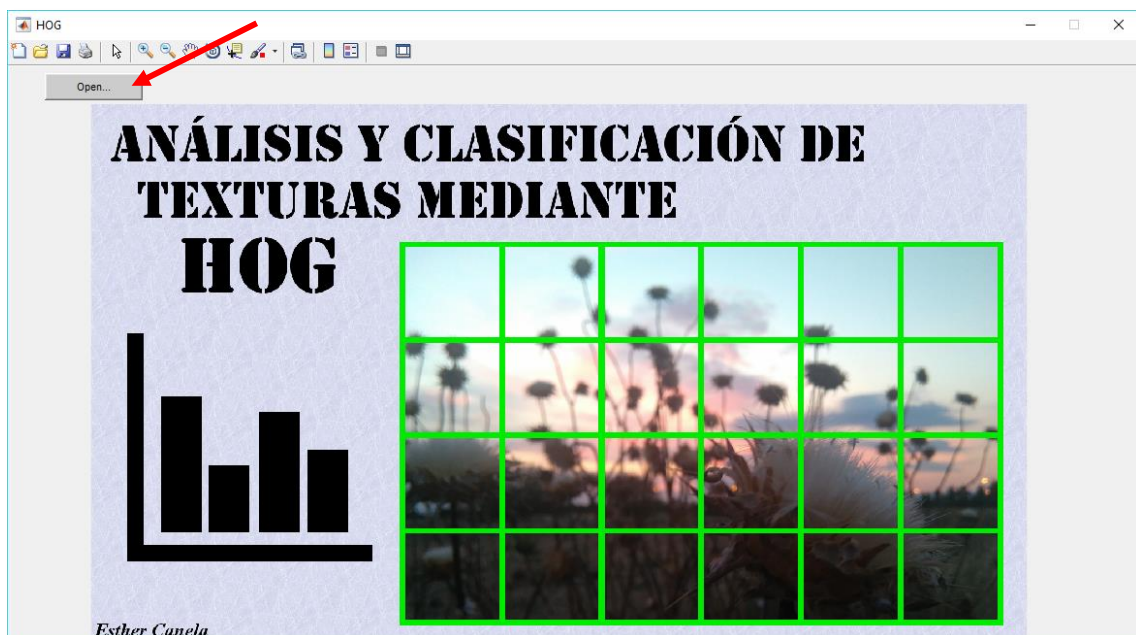 HOG
Open...
ANÁLISIS Y CLASIFICACIÓN DE
TEXTURAS MEDIANTE
HOG
Esther Canela